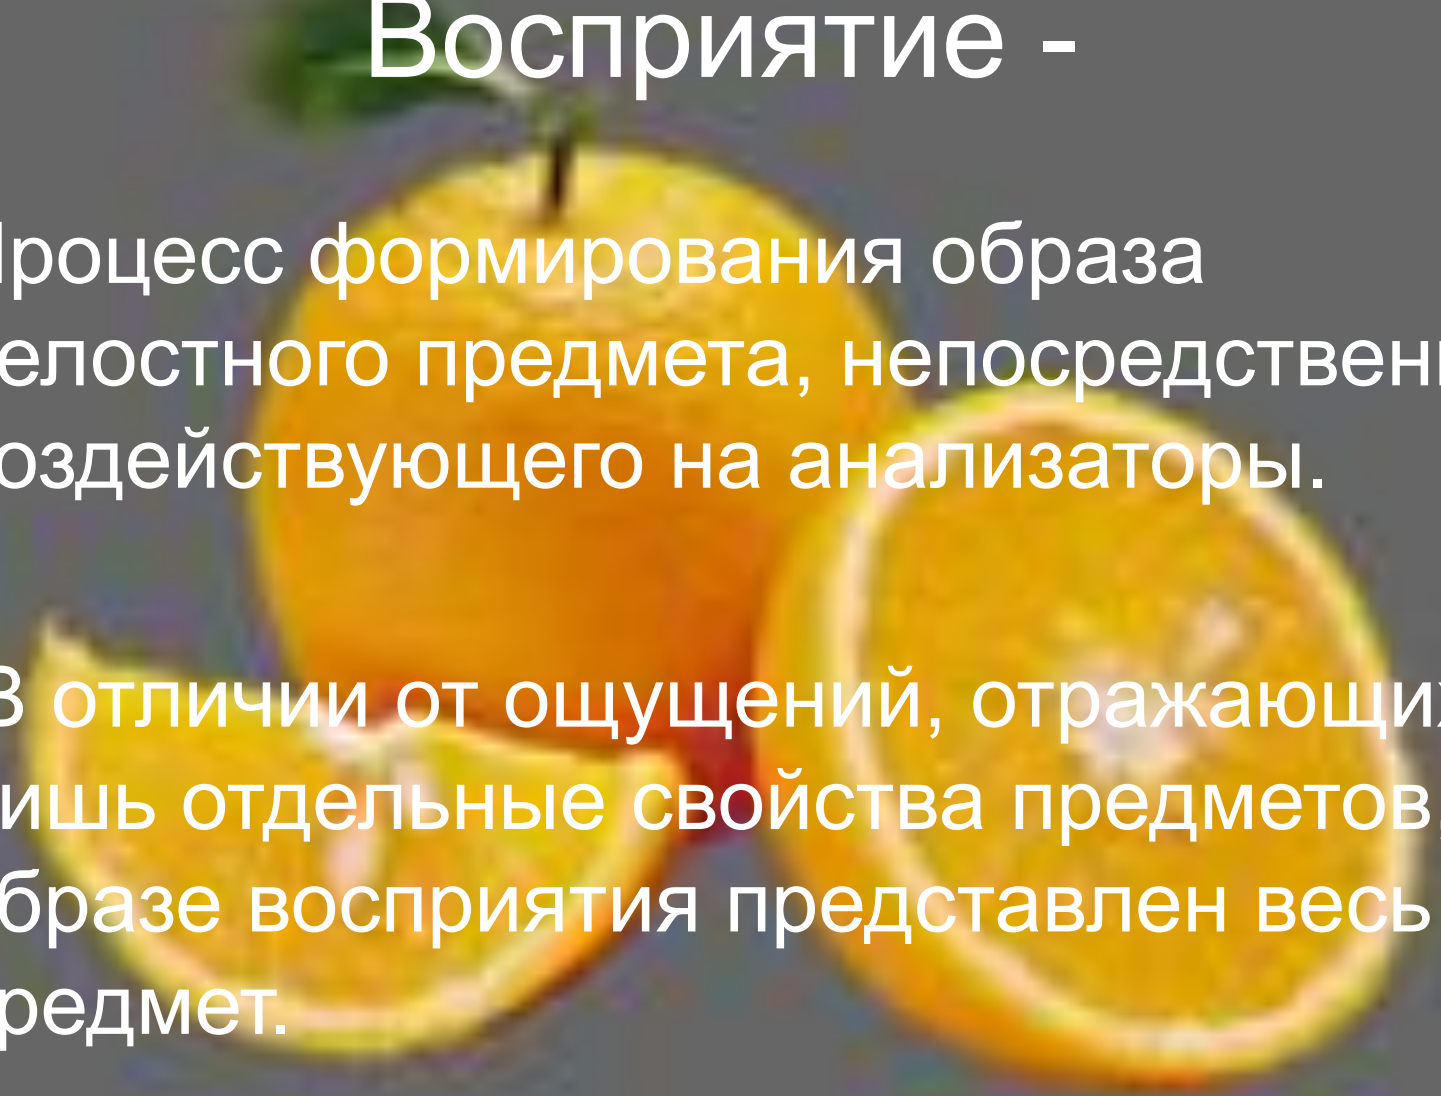 Восприятие -
роцесс формирования образа
елостного предмета, непосредствен
оздействующего на анализаторы.
В отличии от ощущений, отражающих
ишь отдельные свойства предметов,
бразе восприятия представлен весь
редмет.